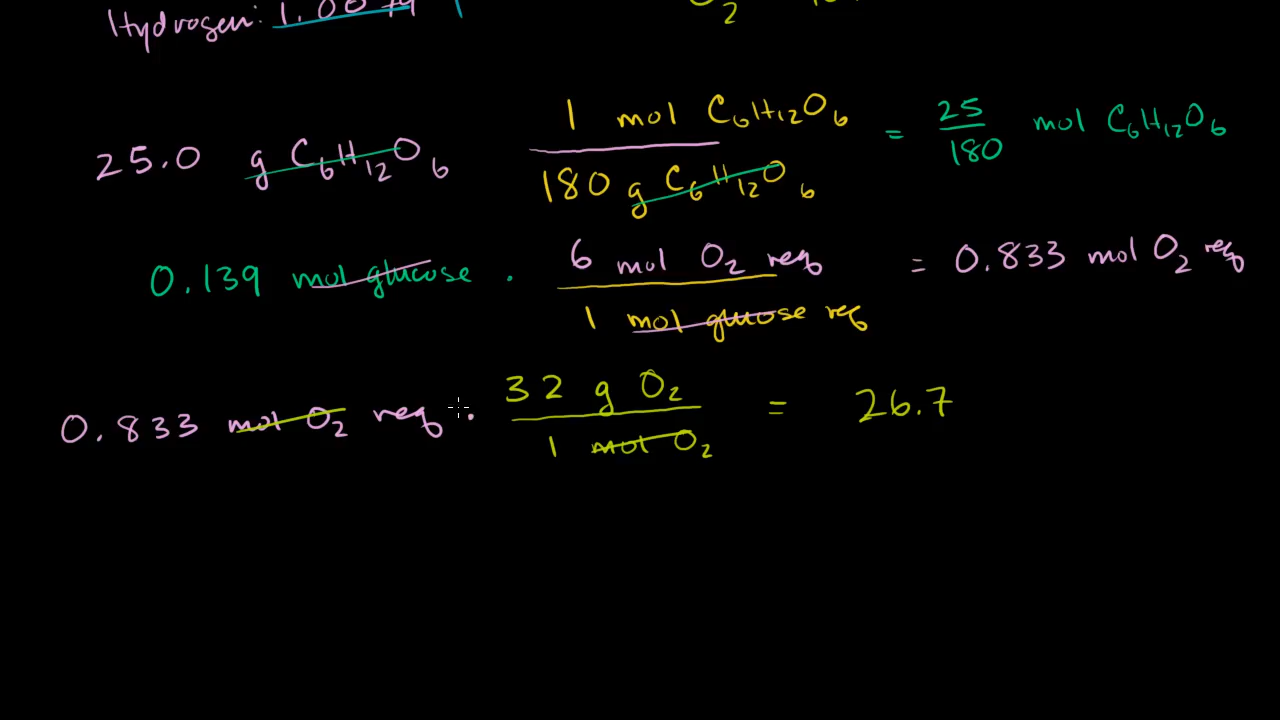 Hydrogen: 1.0079
O2
25.0 g C6H12O6 1 mol C6H12O6 / 180 g C6H12O6 = 25/180 mol C6H12O6
0.139 mol glucose · 6 mol O2 req / 1 mol glucose req = 0.833 mol O2 req
0.833 mol O2 req · 32 g O2 / 1 mol O2 = 26.7